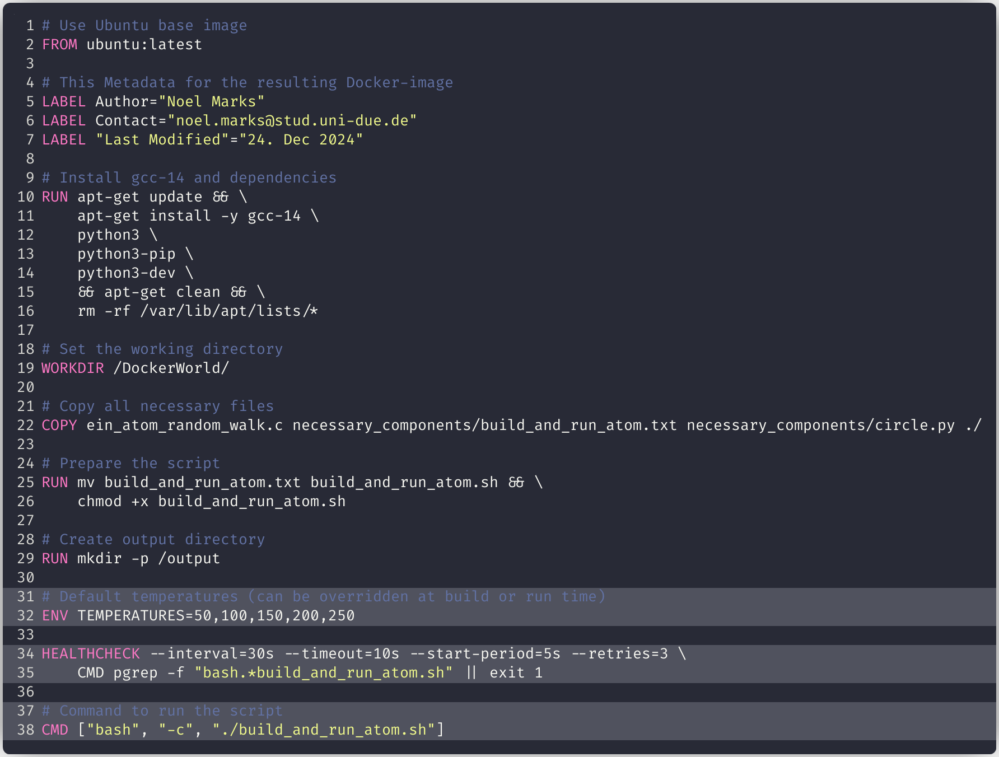 1 # Use Ubuntu base image
2 FROM ubuntu:latest
3
4 # This Metadata for the resulting Docker-image
5 LABEL Author="Noel Marks"
6 LABEL Contact="noel.marks@stud.uni-due.de"
7 LABEL "Last Modified"="24. Dec 2024"
8
9 # Install gcc-14 and dependencies
10 RUN apt-get update && \
11     apt-get install -y gcc-14 \
12     python3 \
13     python3-pip \
14     python3-dev \
15     && apt-get clean && \
16     rm -rf /var/lib/apt/lists/*
17
18 # Set the working directory
19 WORKDIR /DockerWorld/
20
21 # Copy all necessary files
22 COPY ein_atom_random_walk.c necessary_components/build_and_run_atom.txt necessary_components/circle.py ./
23
24 # Prepare the script
25 RUN mv build_and_run_atom.txt build_and_run_atom.sh && \
26     chmod +x build_and_run_atom.sh
27
28 # Create output directory
29 RUN mkdir -p /output
30
31 # Default temperatures (can be overridden at build or run time)
32 ENV TEMPERATURES=50,100,150,200,250
33
34 HEALTHCHECK --interval=30s --timeout=10s --start-period=5s --retries=3 \
35     CMD pgrep -f "bash.*build_and_run_atom.sh" || exit 1
36
37 # Command to run the script
38 CMD ["bash", "-c", "./build_and_run_atom.sh"]